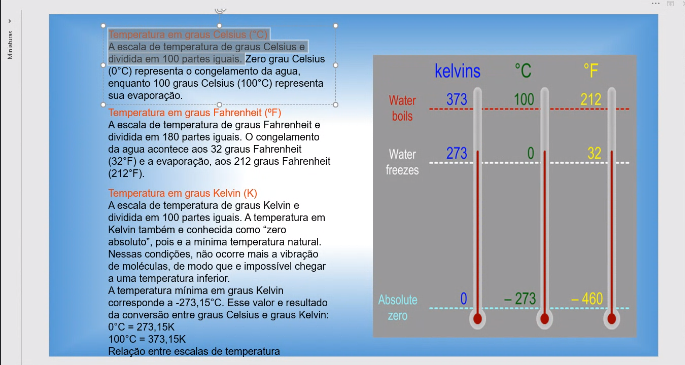 Miniaturas
Temperatura em graus Celsius (°C)
A escala de temperatura de graus Celsius e
dividida em 100 partes iguais. Zero grau Celsius
(0°C) representa o congelamento da agua,
enquanto 100 graus Celsius (100°C) representa
sua evaporação.
Temperatura em graus Fahrenheit (ºF)
A escala de temperatura de graus Fahrenheit e
dividida em 180 partes iguais. O congelamento
da agua acontece aos 32 graus Fahrenheit
(32°F) e a evaporação, aos 212 graus Fahrenheit
(212°F).
Temperatura em graus Kelvin (K)
A escala de temperatura de graus Kelvin e
dividida em 100 partes iguais. A temperatura em
Kelvin também e conhecida como “zero
absoluto”, pois e a mínima temperatura natural.
Nessas condições, não ocorre mais a vibração
de moléculas, de modo que e impossível chegar
a uma temperatura inferior.
A temperatura mínima em graus Kelvin
corresponde a -273,15°C. Esse valor e resultado
da conversão entre graus Celsius e graus Kelvin:
0°C = 273,15K
100°C = 373,15K
Relação entre escalas de temperatura
kelvins °C °F
Water boils 373 100 212
Water freezes 273 0 32
Absolute zero 0 – 273 – 460